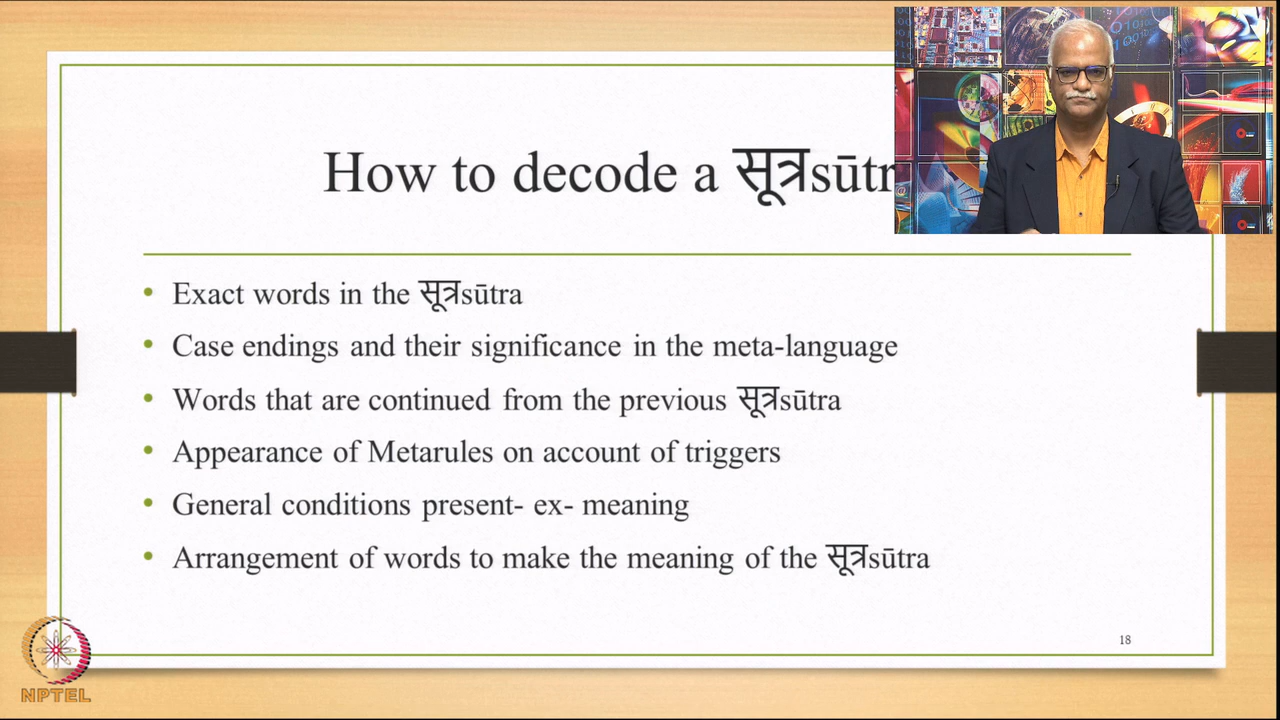 How to decode a सूत्रsūtr
Exact words in the सूत्रsūtra
Case endings and their significance in the meta-language
Words that are continued from the previous सूत्रsūtra
Appearance of Metarules on account of triggers
General conditions present- ex- meaning
Arrangement of words to make the meaning of the सूत्रsūtra
18
NPTEL